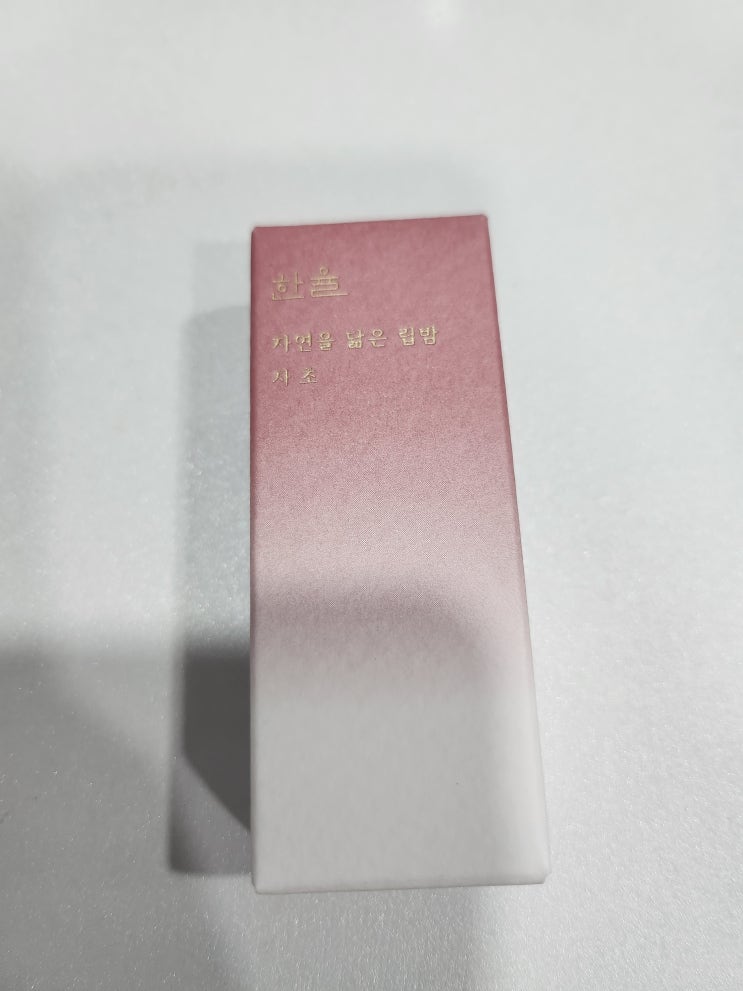 한율
자연을 닮은 립밤
자초